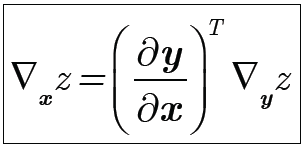 ∇ₓz = (∂y/∂x)ᵀ ∇ᵧz